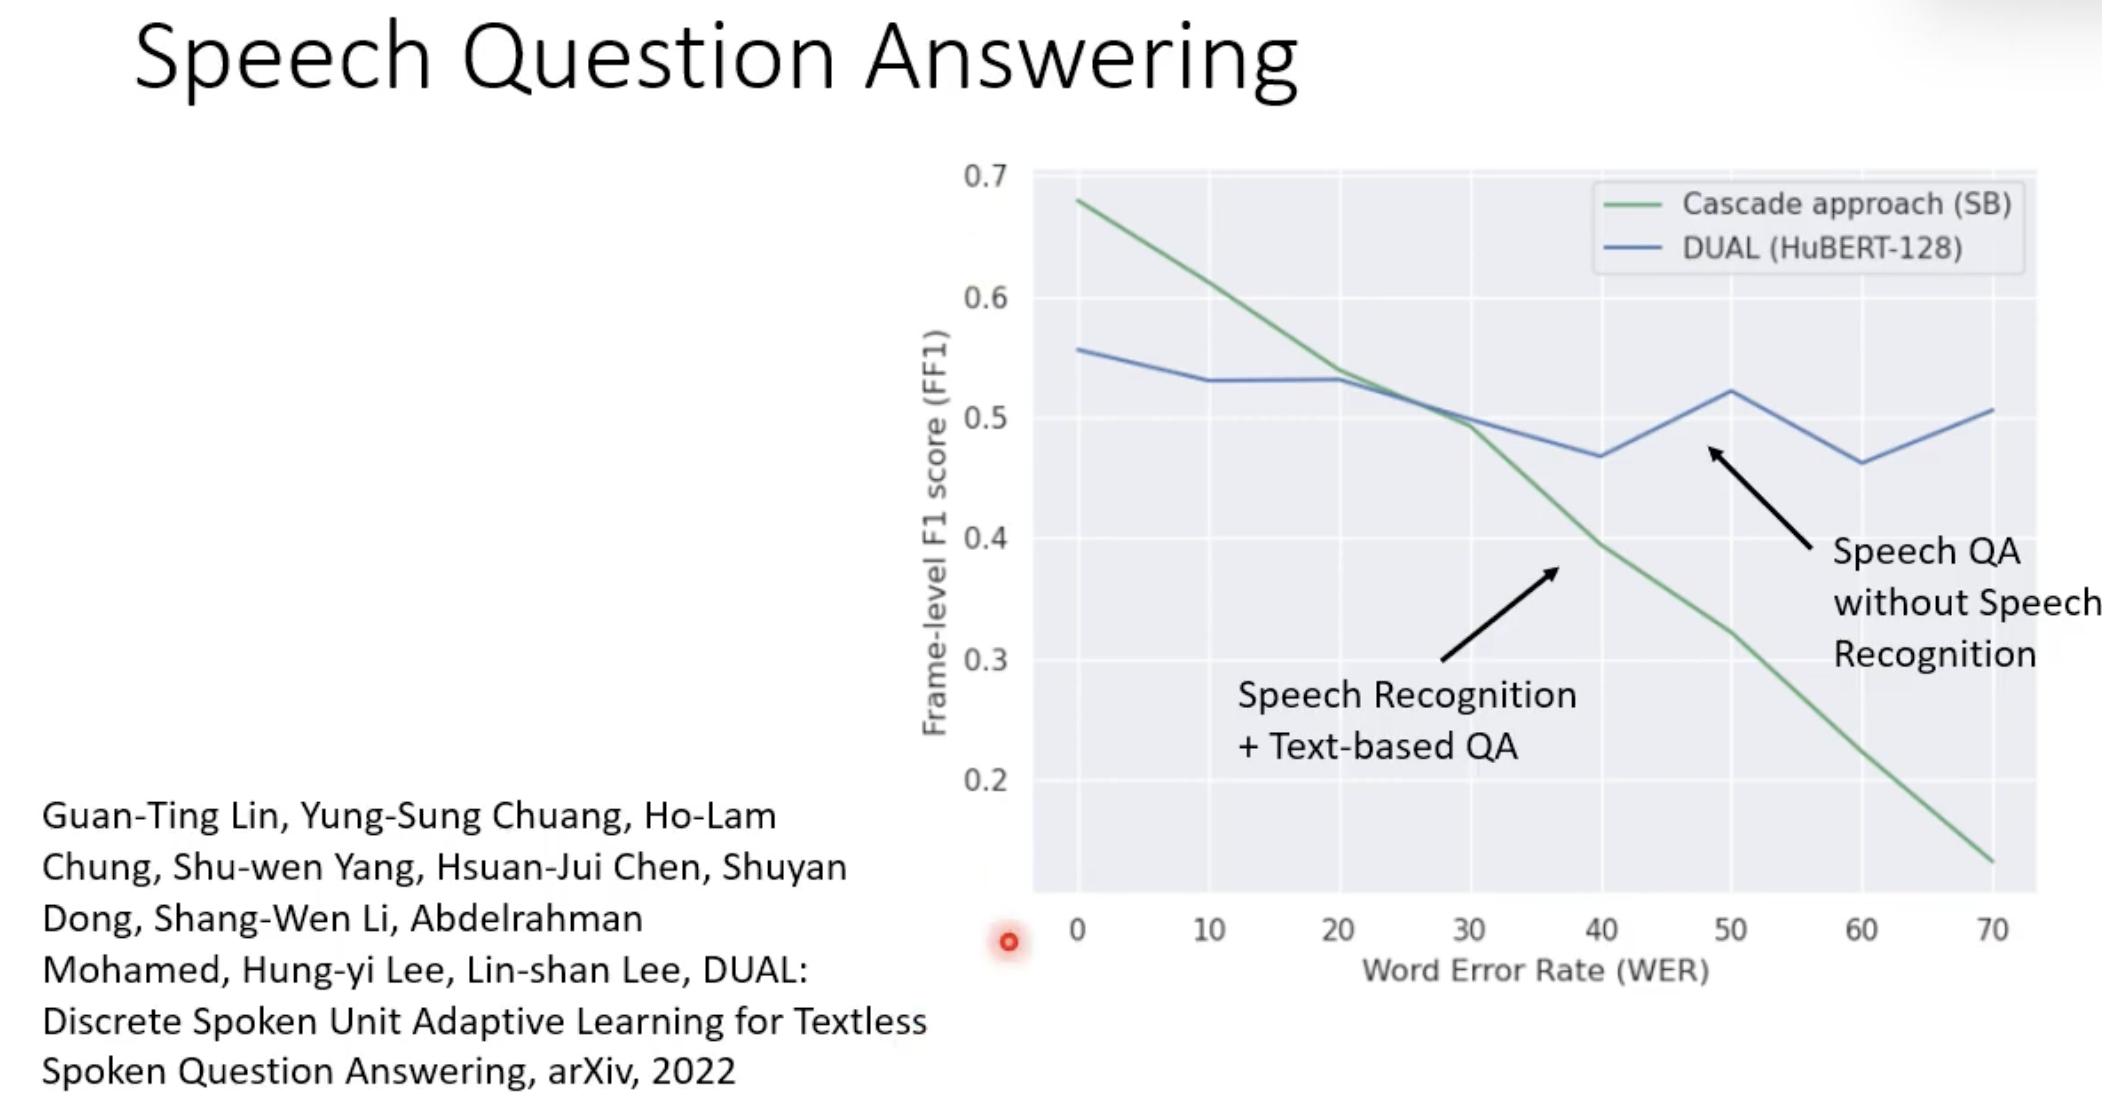 Speech Question Answering
0.7
0.6
0.5
0.4
0.3
0.2
Frame-level F1 score (FF1)
Cascade approach (SB)
DUAL (HuBERT-128)
Speech QA
without Speech
Recognition
Speech Recognition
+ Text-based QA
0 10 20 30 40 50 60 70
Word Error Rate (WER)
Guan-Ting Lin, Yung-Sung Chuang, Ho-Lam
Chung, Shu-wen Yang, Hsuan-Jui Chen, Shuyan
Dong, Shang-Wen Li, Abdelrahman
Mohamed, Hung-yi Lee, Lin-shan Lee, DUAL:
Discrete Spoken Unit Adaptive Learning for Textless
Spoken Question Answering, arXiv, 2022